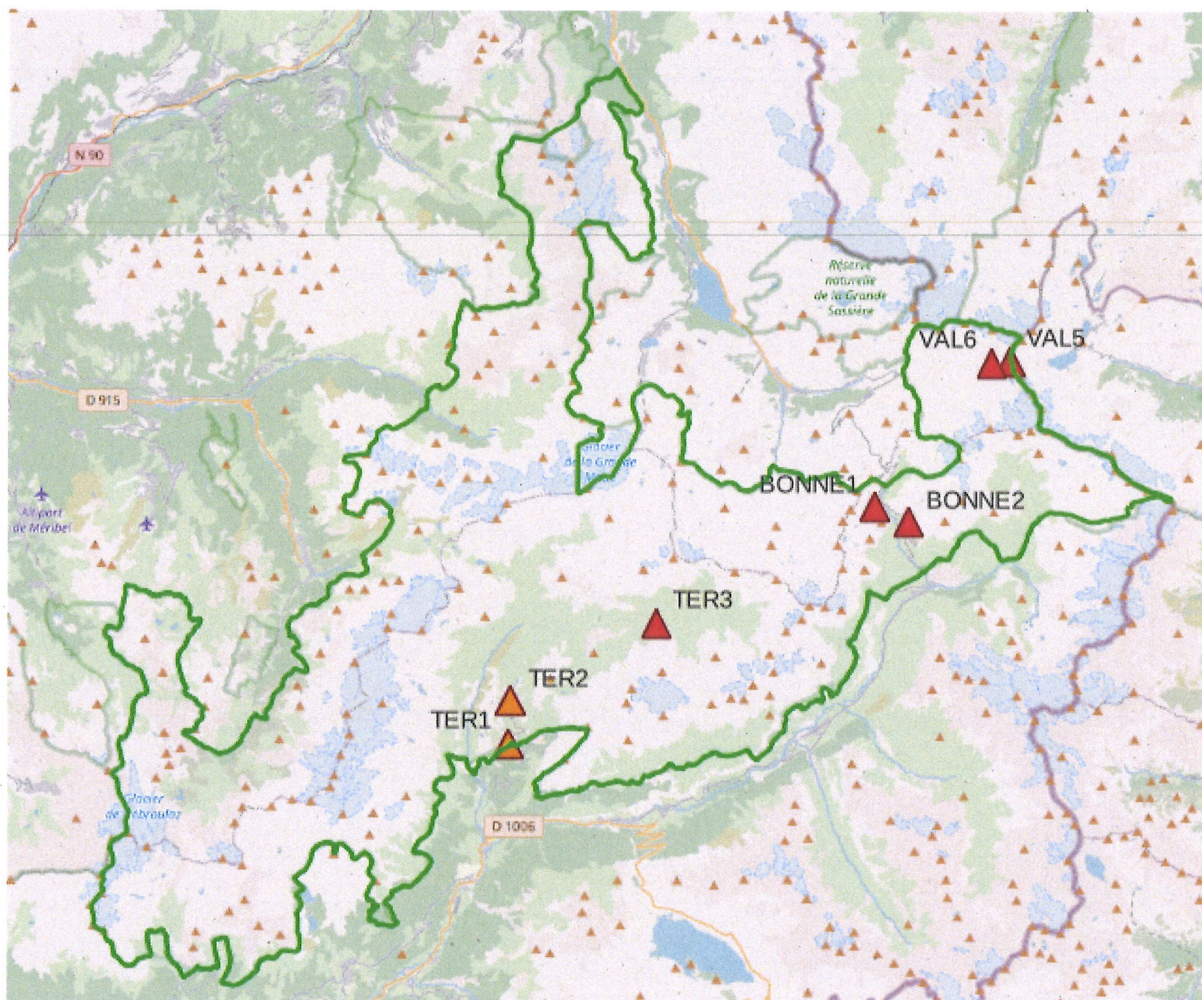 N 90
Réserve
naturelle
de la Grande
Sassière
VAL6
VAL5
D 915
Glacier
de la Grande
BONNE1
BONNE2
de Méribel
TER3
TER2
TER1
Glacier
D 1006